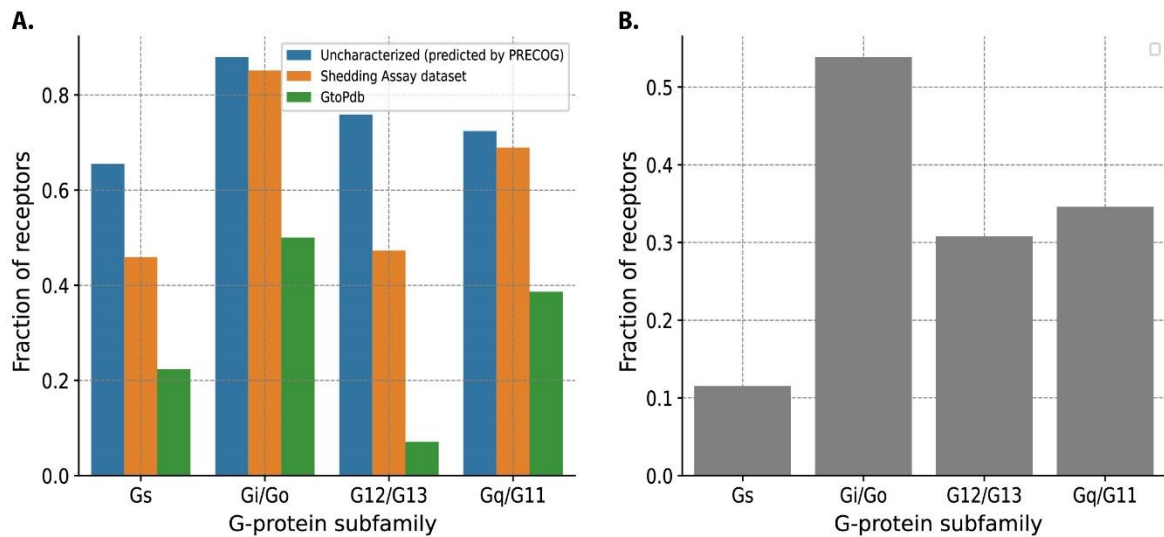 A.
Fraction of receptors
0.8
0.6
0.4
0.2
0.0
Uncharacterized (predicted by PRECOG)
Shedding Assay dataset
GtoPdb
Gs
Gi/Go
G12/G13
Gq/G11
G-protein subfamily
B.
Fraction of receptors
0.5
0.4
0.3
0.2
0.1
0.0
Gs
Gi/Go
G12/G13
Gq/G11
G-protein subfamily